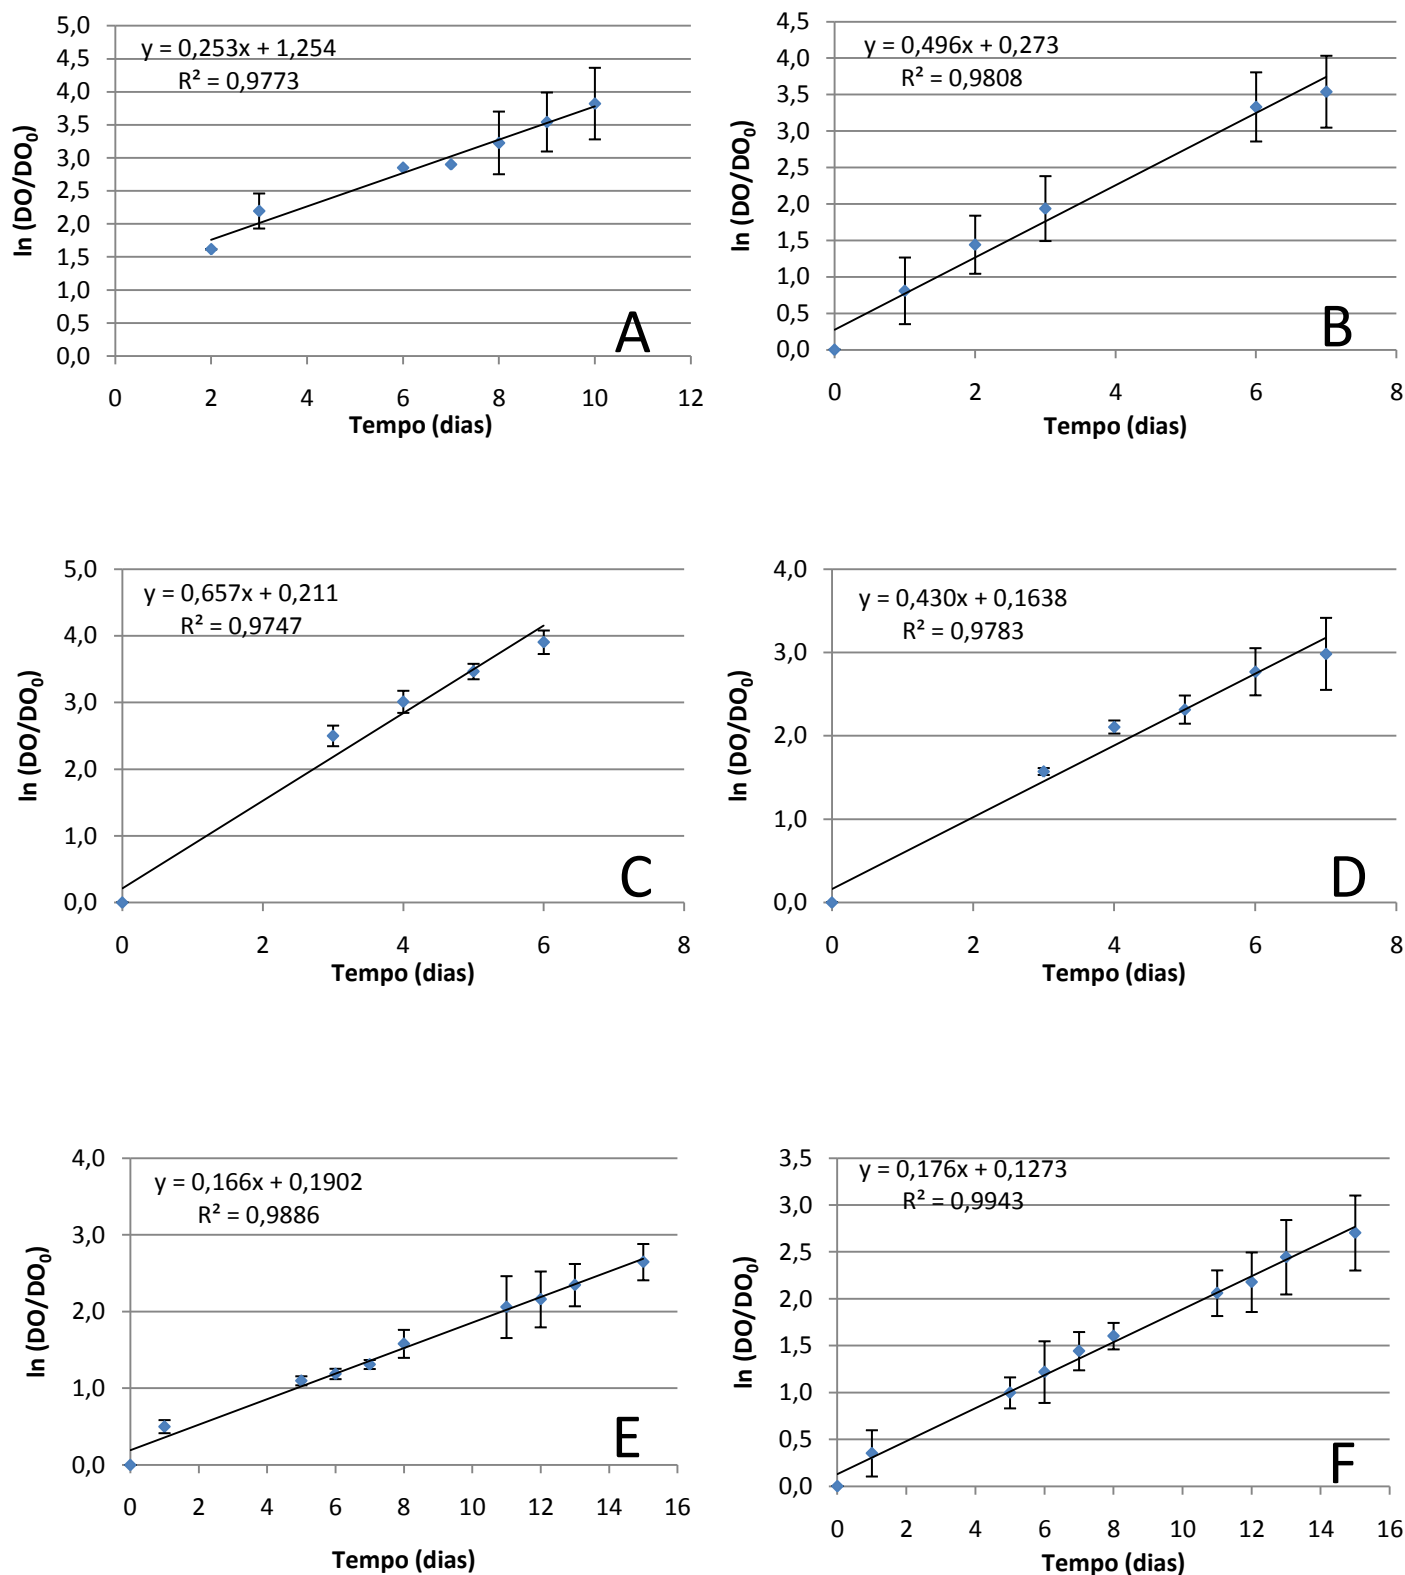 5,0
4,5
4,0
3,5
3,0
2,5
2,0
1,5
1,0
0,5
0,0
ln (DO/DO₀)
y = 0,253x + 1,254
R² = 0,9773
A
0 2 4 6 8 10 12
Tempo (dias)
4,5
4,0
3,5
3,0
2,5
2,0
1,5
1,0
0,5
0,0
ln (DO/DO₀)
y = 0,496x + 0,273
R² = 0,9808
B
0 2 4 6 8
Tempo (dias)
5,0
4,0
3,0
2,0
1,0
0,0
ln (DO/DO₀)
y = 0,657x + 0,211
R² = 0,9747
C
0 2 4 6 8
Tempo (dias)
4,0
3,0
2,0
1,0
0,0
ln (DO/DO₀)
y = 0,430x + 0,1638
R² = 0,9783
D
0 2 4 6 8
Tempo (dias)
4,0
3,0
2,0
1,0
0,0
ln (DO/DO₀)
y = 0,166x + 0,1902
R² = 0,9886
E
0 2 4 6 8 10 12 14 16
Tempo (dias)
3,5
3,0
2,5
2,0
1,5
1,0
0,5
0,0
ln (DO/DO₀)
y = 0,176x + 0,1273
R² = 0,9943
F
0 2 4 6 8 10 12 14 16
Tempo (dias)